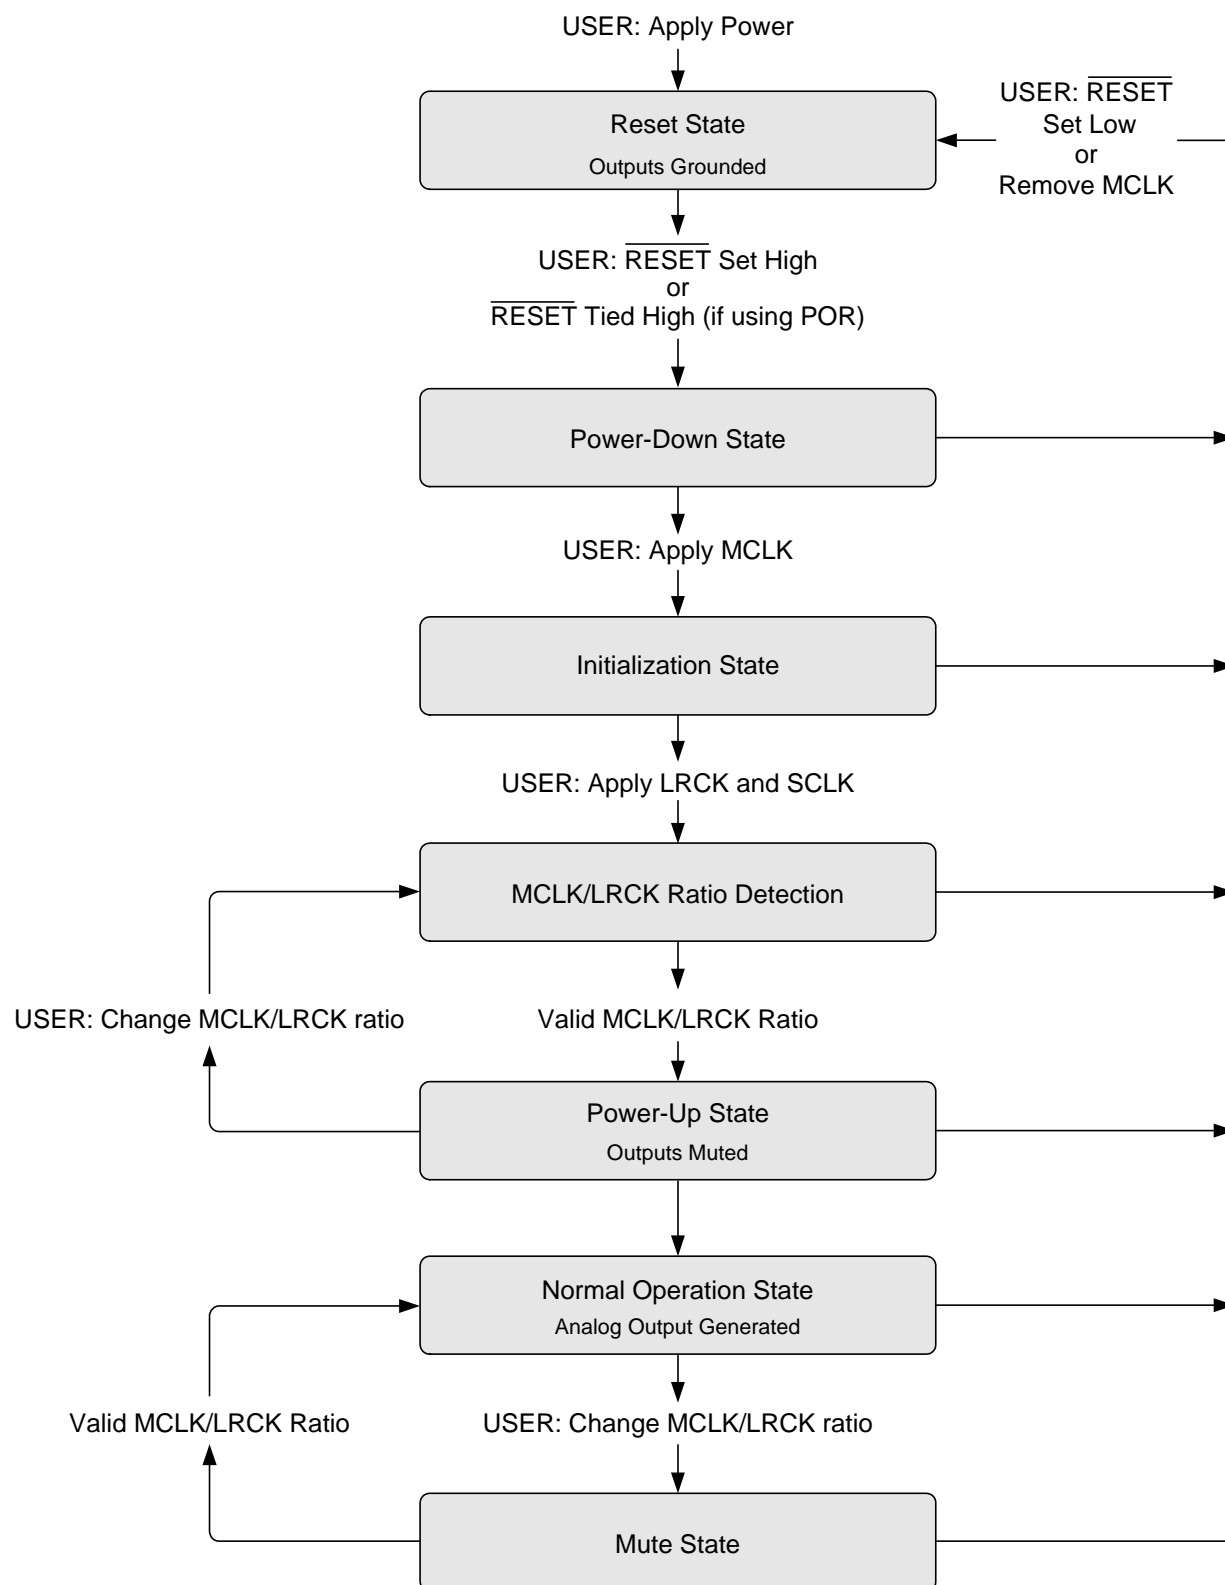 USER: Apply Power
Reset State
Outputs Grounded
USER: RESET
Set Low
or
Remove MCLK
USER: RESET Set High
or
RESET Tied High (if using POR)
Power-Down State
USER: Apply MCLK
Initialization State
USER: Apply LRCK and SCLK
MCLK/LRCK Ratio Detection
USER: Change MCLK/LRCK ratio
Valid MCLK/LRCK Ratio
Power-Up State
Outputs Muted
Normal Operation State
Analog Output Generated
Valid MCLK/LRCK Ratio
USER: Change MCLK/LRCK ratio
Mute State